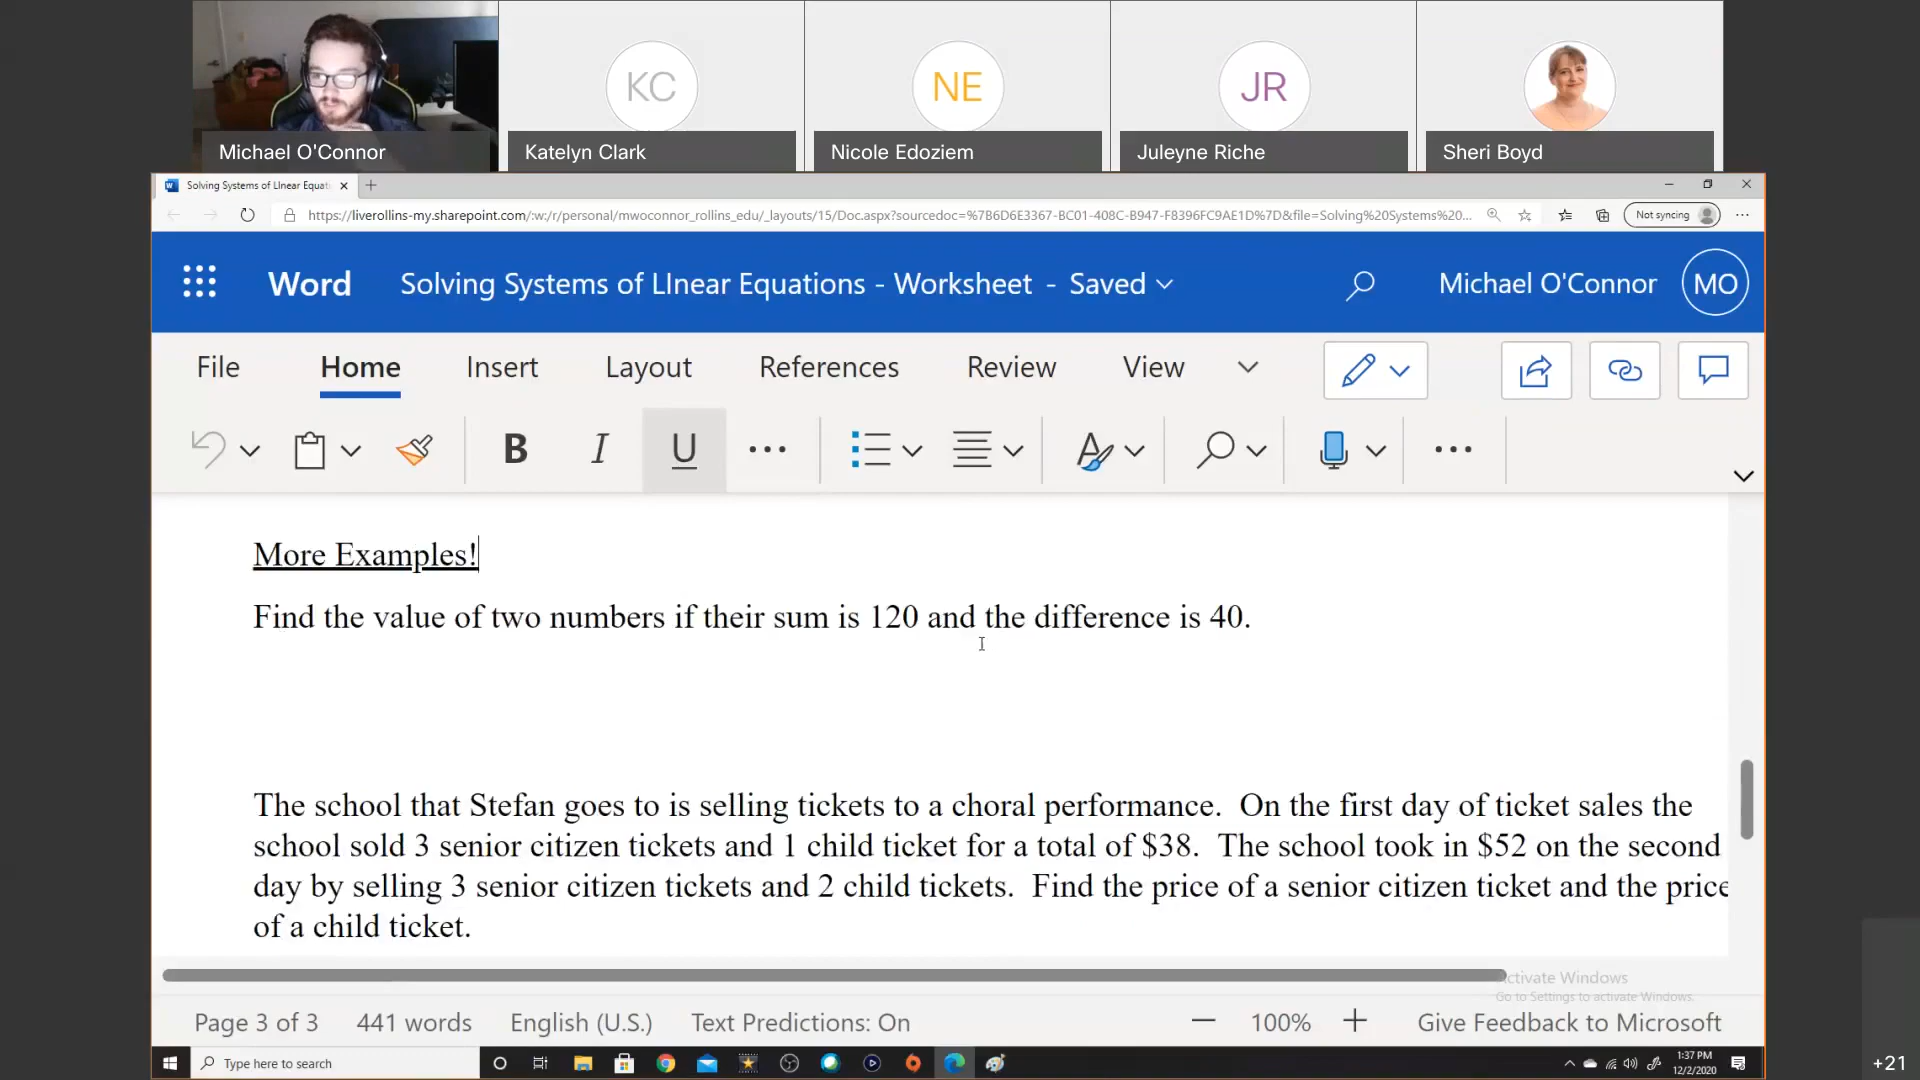 KC
NE
JR
Michael O'Connor
Katelyn Clark
Nicole Edoziem
Juleyne Riche
Sheri Boyd
Solving Systems of LInear Equat
https://liverollins-my.sharepoint.com/:w:/r/personal/mwoconnor_rollins_edu/_layouts/15/Doc.aspx?sourcedoc=%7B6D6E3367-BC01-408C-B947-F8396FC9AE1D%7D&file=Solving%20Systems%20...
Not syncing
Word
Solving Systems of LInear Equations - Worksheet - Saved
Michael O'Connor
MO
File
Home
Insert
Layout
References
Review
View
B
I
U
More Examples!
Find the value of two numbers if their sum is 120 and the difference is 40.
The school that Stefan goes to is selling tickets to a choral performance. On the first day of ticket sales the
school sold 3 senior citizen tickets and 1 child ticket for a total of $38. The school took in $52 on the second
day by selling 3 senior citizen tickets and 2 child tickets. Find the price of a senior citizen ticket and the price
of a child ticket.
Activate Windows
Go to Settings to activate Windows.
Page 3 of 3
441 words
English (U.S.)
Text Predictions: On
100%
Give Feedback to Microsoft
Type here to search
1:37 PM
12/2/2020
+21